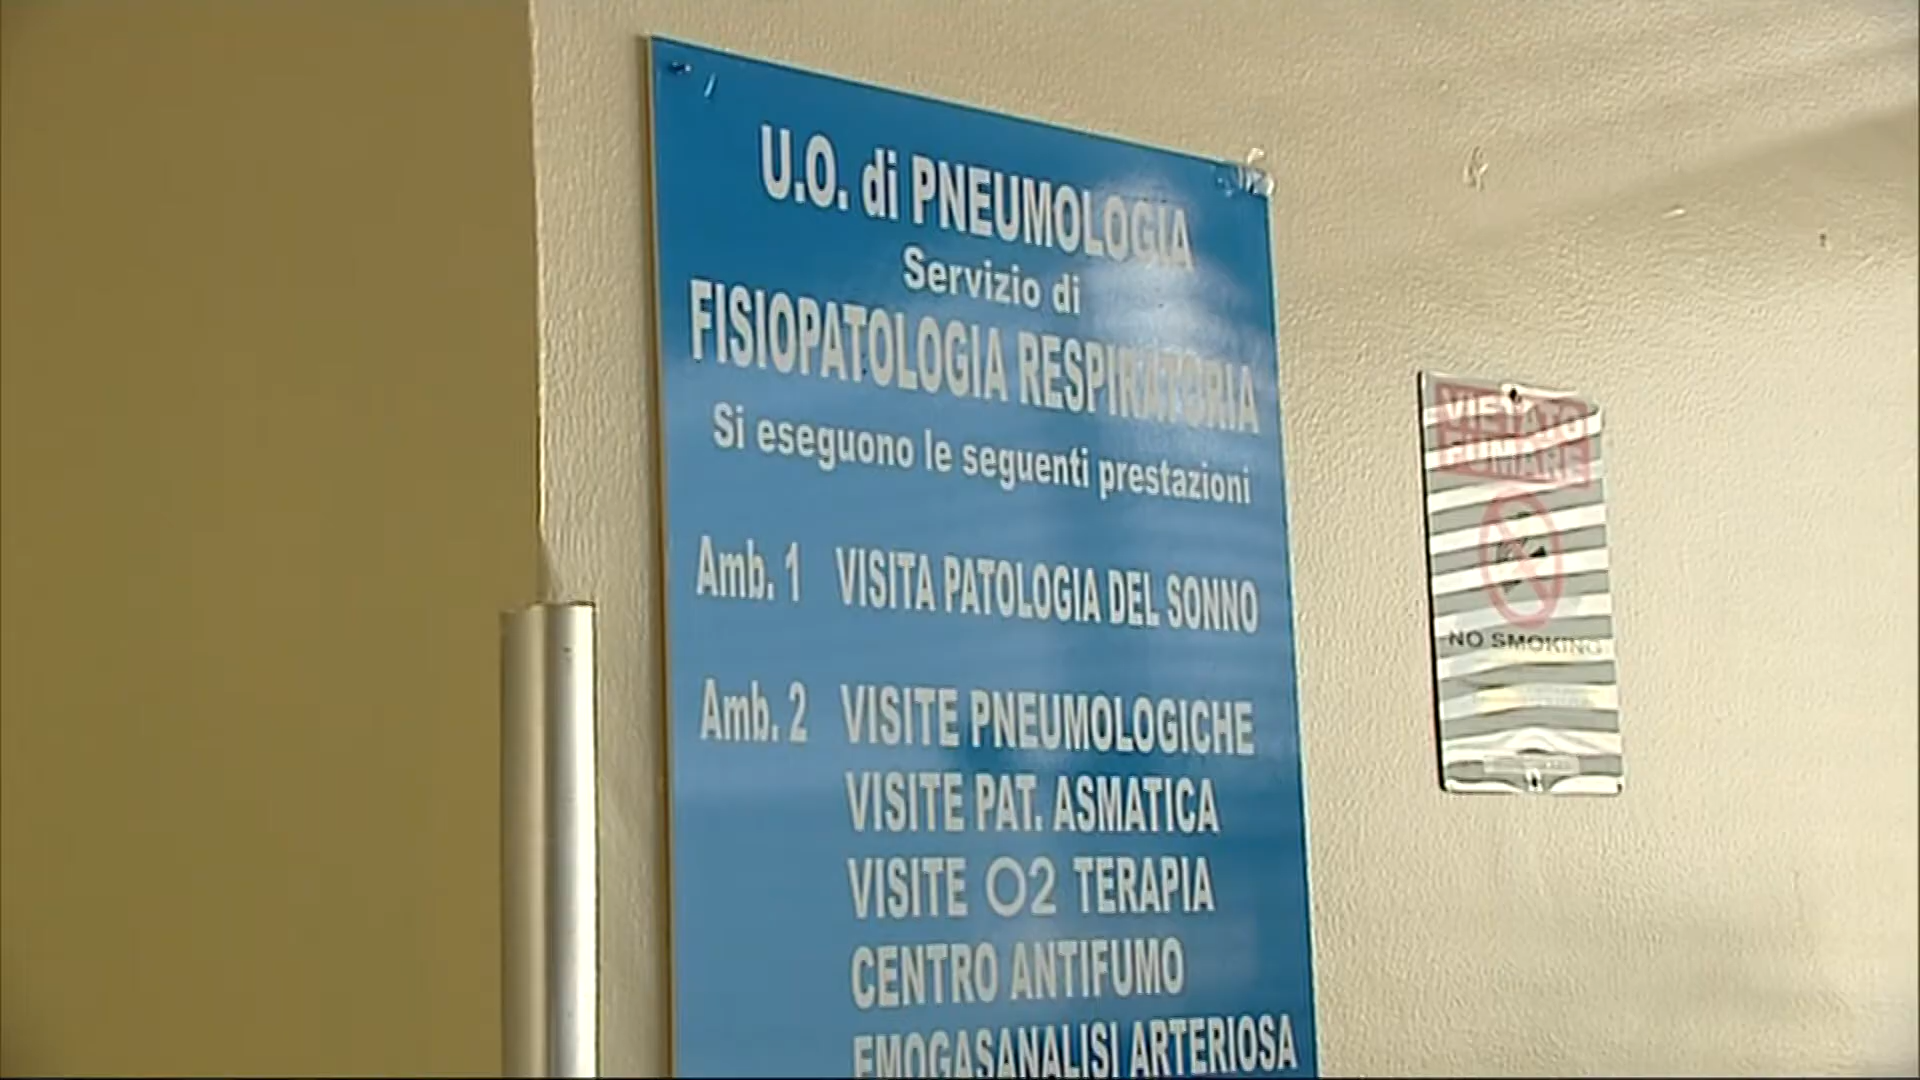 U.O. di PNEUMOLOGIA
Servizio di
FISIOPATOLOGIA RESPIRATORIA
Si eseguono le seguenti prestazioni
Amb. 1 VISITA PATOLOGIA DEL SONNO
Amb. 2 VISITE PNEUMOLOGICHE
VISITE PAT. ASMATICA
VISITE O2 TERAPIA
CENTRO ANTIFUMO
EMOGASANALISI ARTERIOSA
VIETATO
FUMARE
NO SMOKING